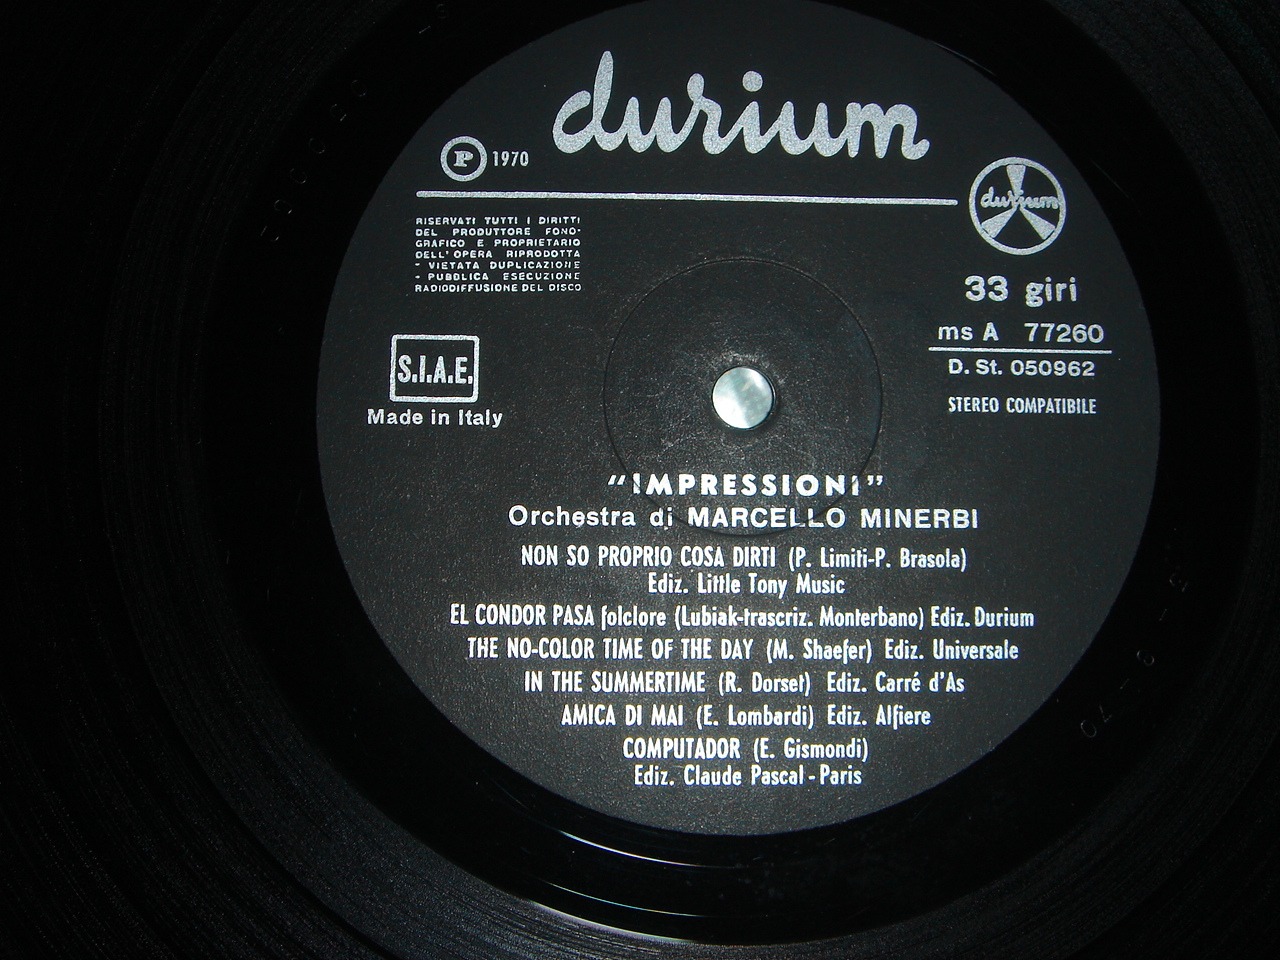 durium
P 1970
durium
RISERVATI TUTTI I DIRITTI
DEL PRODUTTORE FONO-
GRAFICO E PROPRIETARIO
DELL'OPERA RIPRODOTTA
- VIETATA DUPLICAZIONE
- PUBBLICA ESECUZIONE
RADIODIFFUSIONE DEL DISCO
33 giri
ms A 77260
D. St. 050962
STEREO COMPATIBILE
S.I.A.E.
Made in Italy
"IMPRESSIONI"
Orchestra di MARCELLO MINERBI
NON SO PROPRIO COSA DIRTI (P. Limiti-P. Brasola)
Ediz. Little Tony Music
EL CONDOR PASA folclore (Lubiak-trascriz. Monterbano) Ediz. Durium
THE NO-COLOR TIME OF THE DAY (M. Shaefer) Ediz. Universale
IN THE SUMMERTIME (R. Dorset) Ediz. Carré d'As
AMICA DI MAI (E. Lombardi) Ediz. Alfiere
COMPUTADOR (E. Gismondi)
Ediz. Claude Pascal - Paris